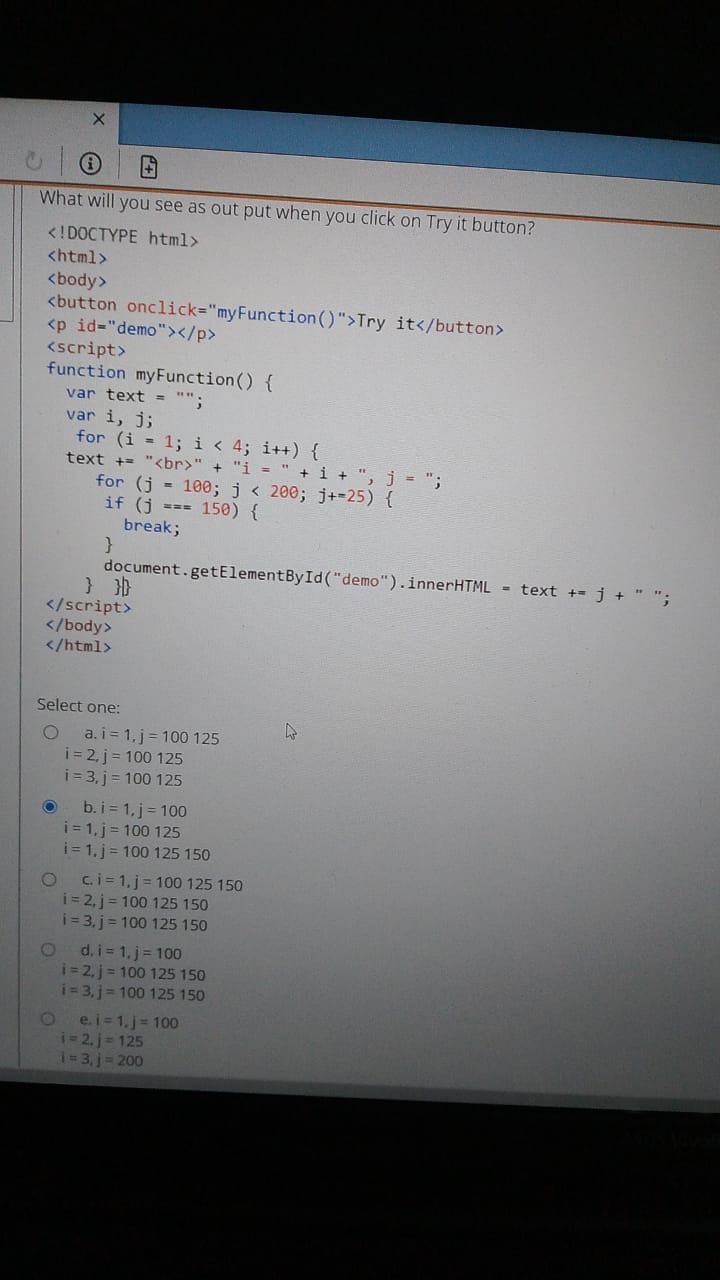 What will you see as out put when you click on Try it button?
<!DOCTYPE html>
<html>
<body>
<button onclick="myFunction()">Try it</button>
<p id="demo"></p>
<script>
function myFunction() {
var text = "";
var i, j;
for (i = 1; i < 4; i++) {
text += "<br>" + "i = " + i + ", j = ";
for (j = 100; j < 200; j+=25) {
if (j === 150) {
break;
}
document.getElementById("demo").innerHTML = text += j + " ";
} }}
</script>
</body>
</html>
Select one:
a. i = 1, j = 100 125
i = 2, j = 100 125
i = 3, j = 100 125
b. i = 1, j = 100
i = 1, j = 100 125
i = 1, j = 100 125 150
c. i = 1, j = 100 125 150
i = 2, j = 100 125 150
i = 3, j = 100 125 150
d. i = 1, j = 100
i = 2, j = 100 125 150
i = 3, j = 100 125 150
e. i = 1, j = 100
i = 2, j = 125
i = 3, j = 200